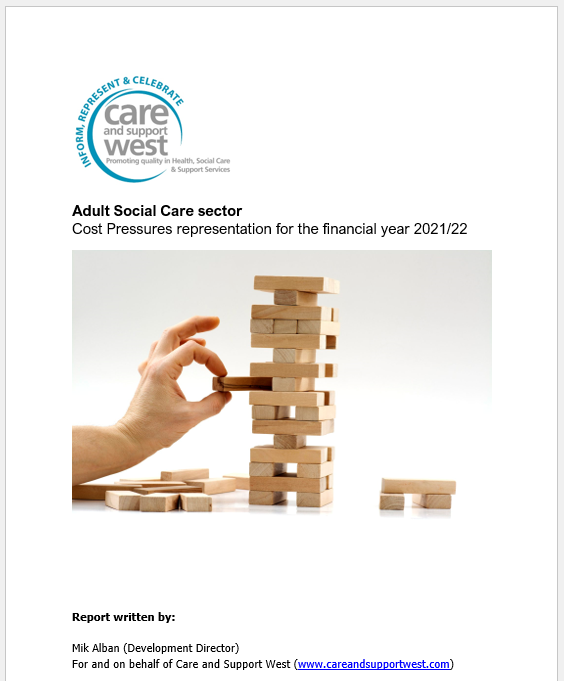 INFORM, REPRESENT & CELEBRATE
care
and support
west
Promoting quality in Health, Social Care
& Support Services
Adult Social Care sector
Cost Pressures representation for the financial year 2021/22
Report written by:
Mik Alban (Development Director)
For and on behalf of Care and Support West (www.careandsupportwest.com)